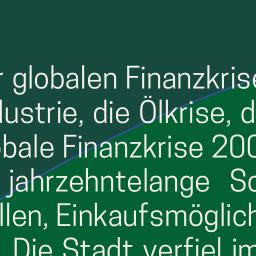 r globalen Finanzkrise
dustrie, die Ölkrise, d
obale Finanzkrise 200
jahrzehntelange So
llen, Einkaufsmöglich
Die Stadt verfiel im